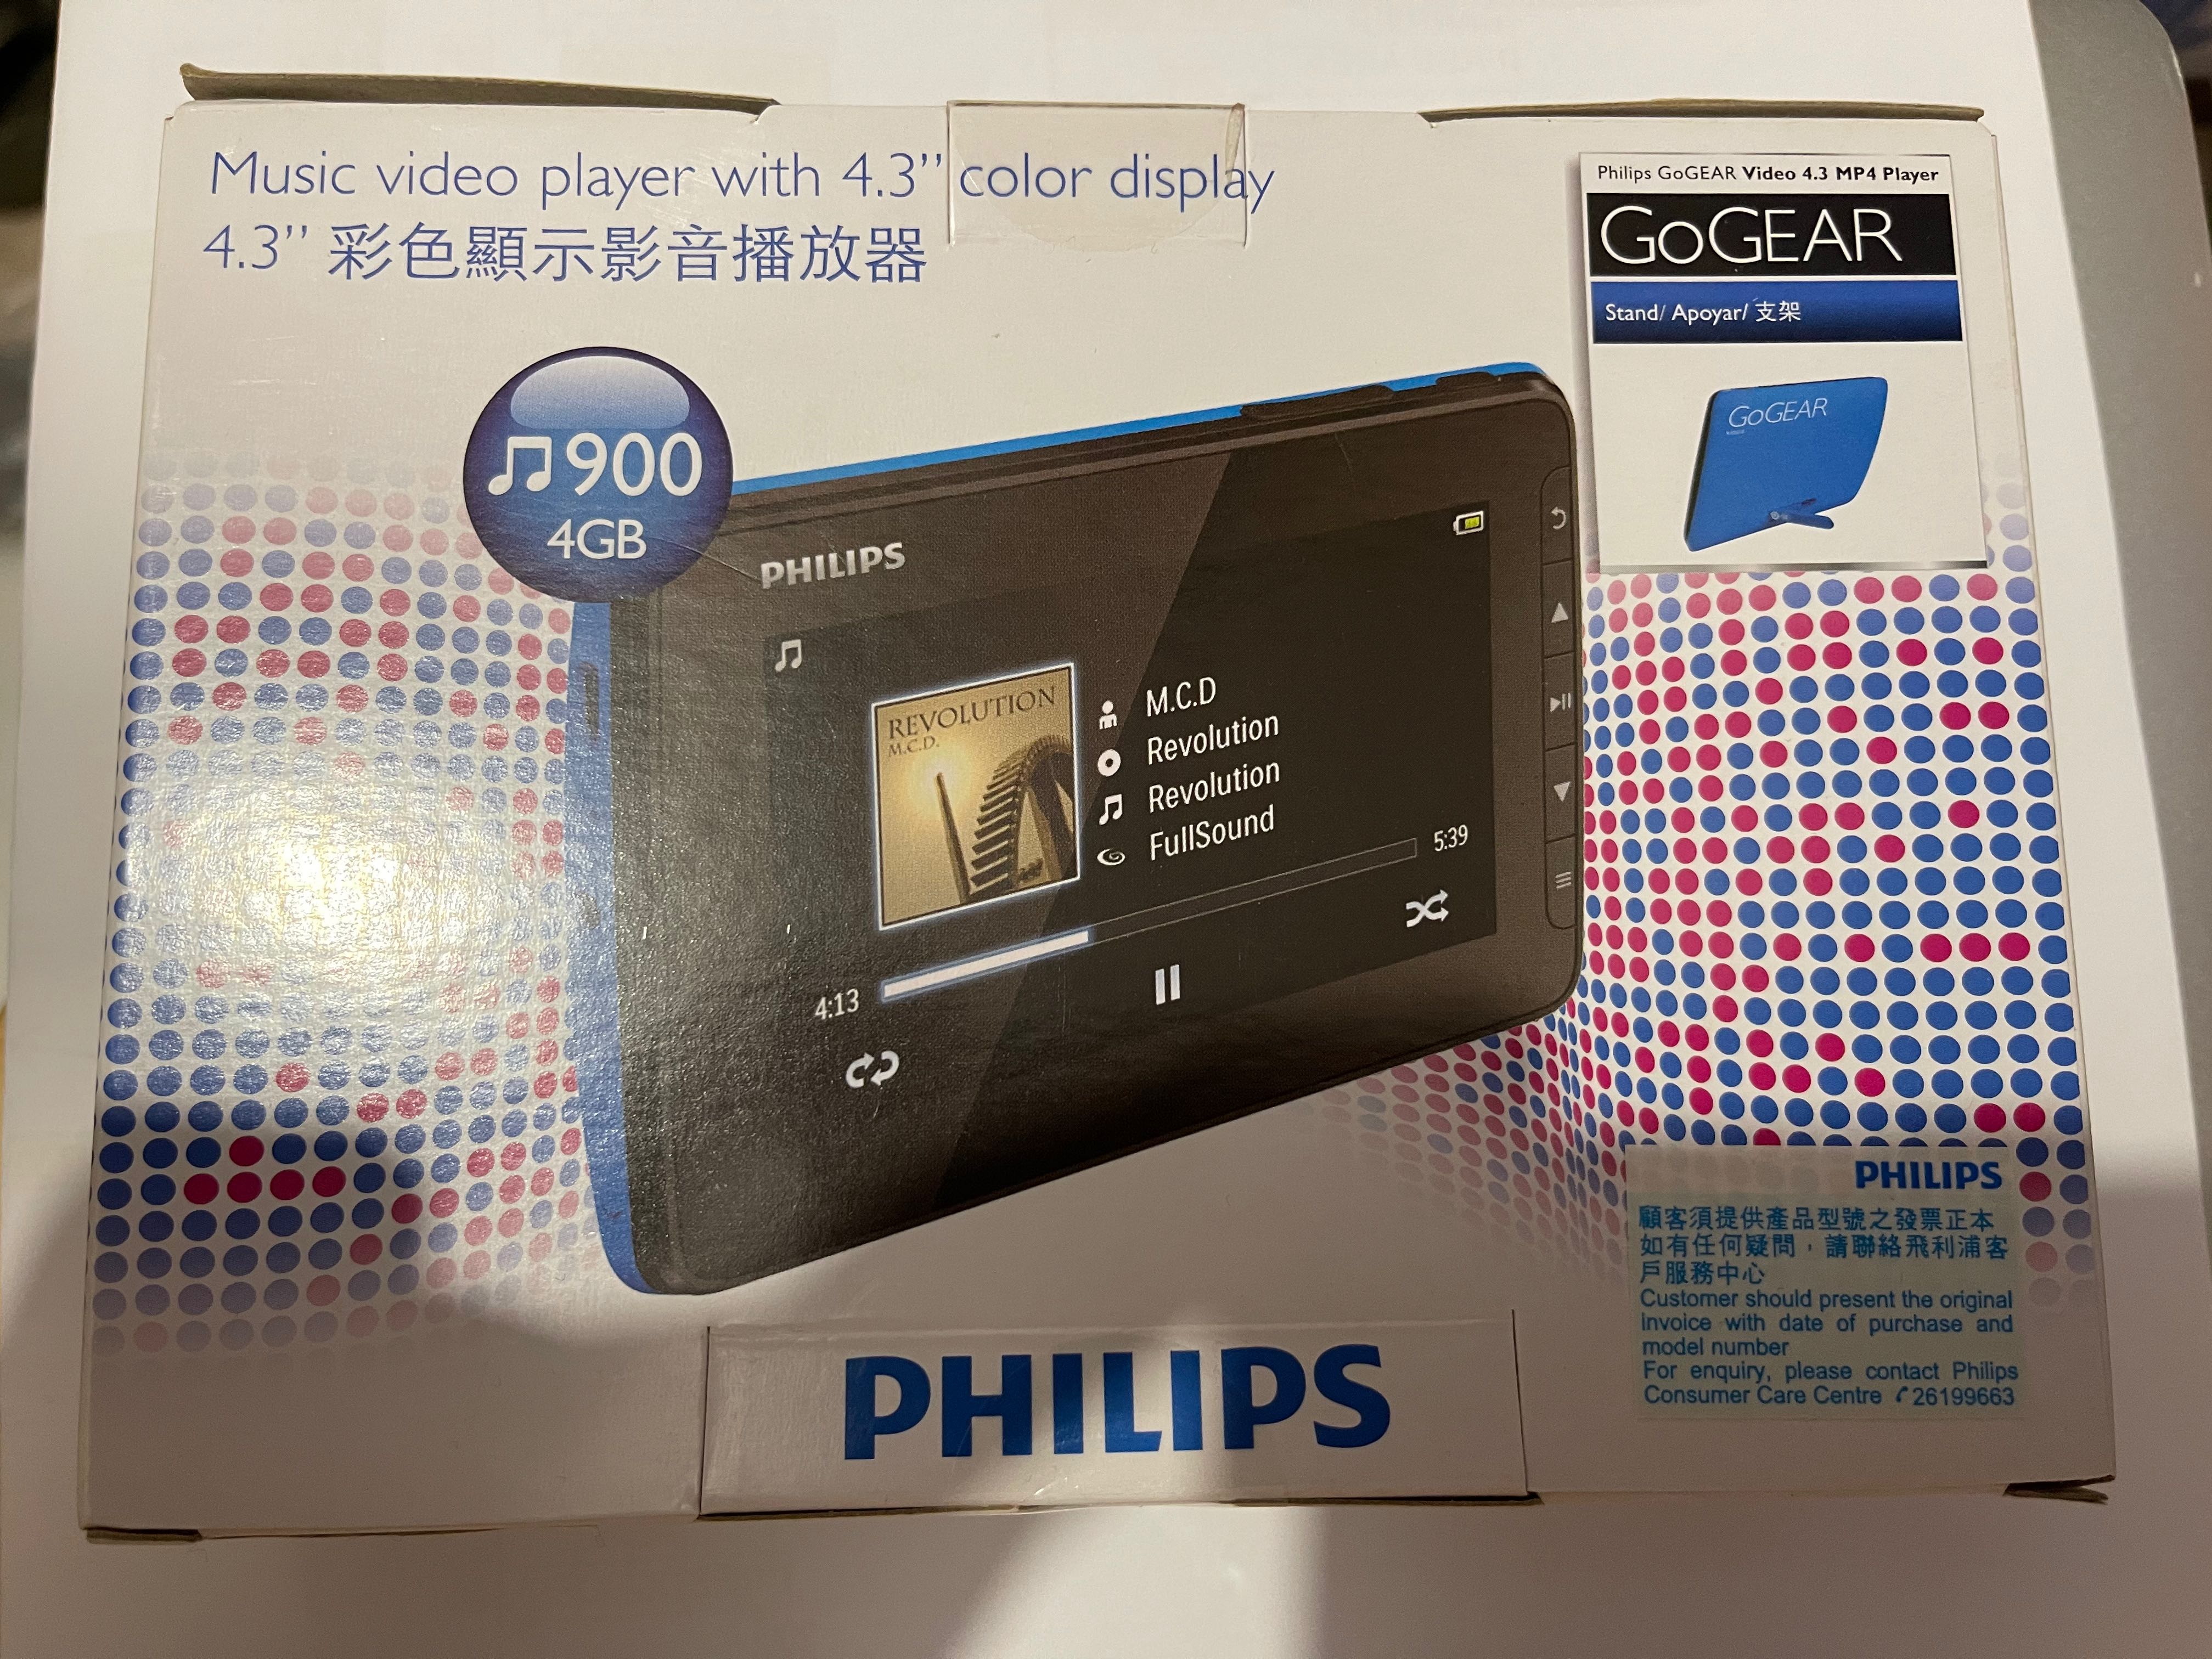 Music video player with 4.3” color display
4.3” 彩色顯示影音播放器
Philips GoGEAR Video 4.3 MP4 Player
GoGEAR
Stand/ Apoyar/ 支架
GoGEAR
900
4GB
PHILIPS
REVOLUTION
M.C.D.
M.C.D
Revolution
Revolution
FullSound
5:39
4:13
PHILIPS
顧客須提供產品型號之發票正本
如有任何疑問，請聯絡飛利浦客
戶服務中心
Customer should present the original
invoice with date of purchase and
model number
For enquiry, please contact Philips
Consumer Care Centre ✆26199663
PHILIPS